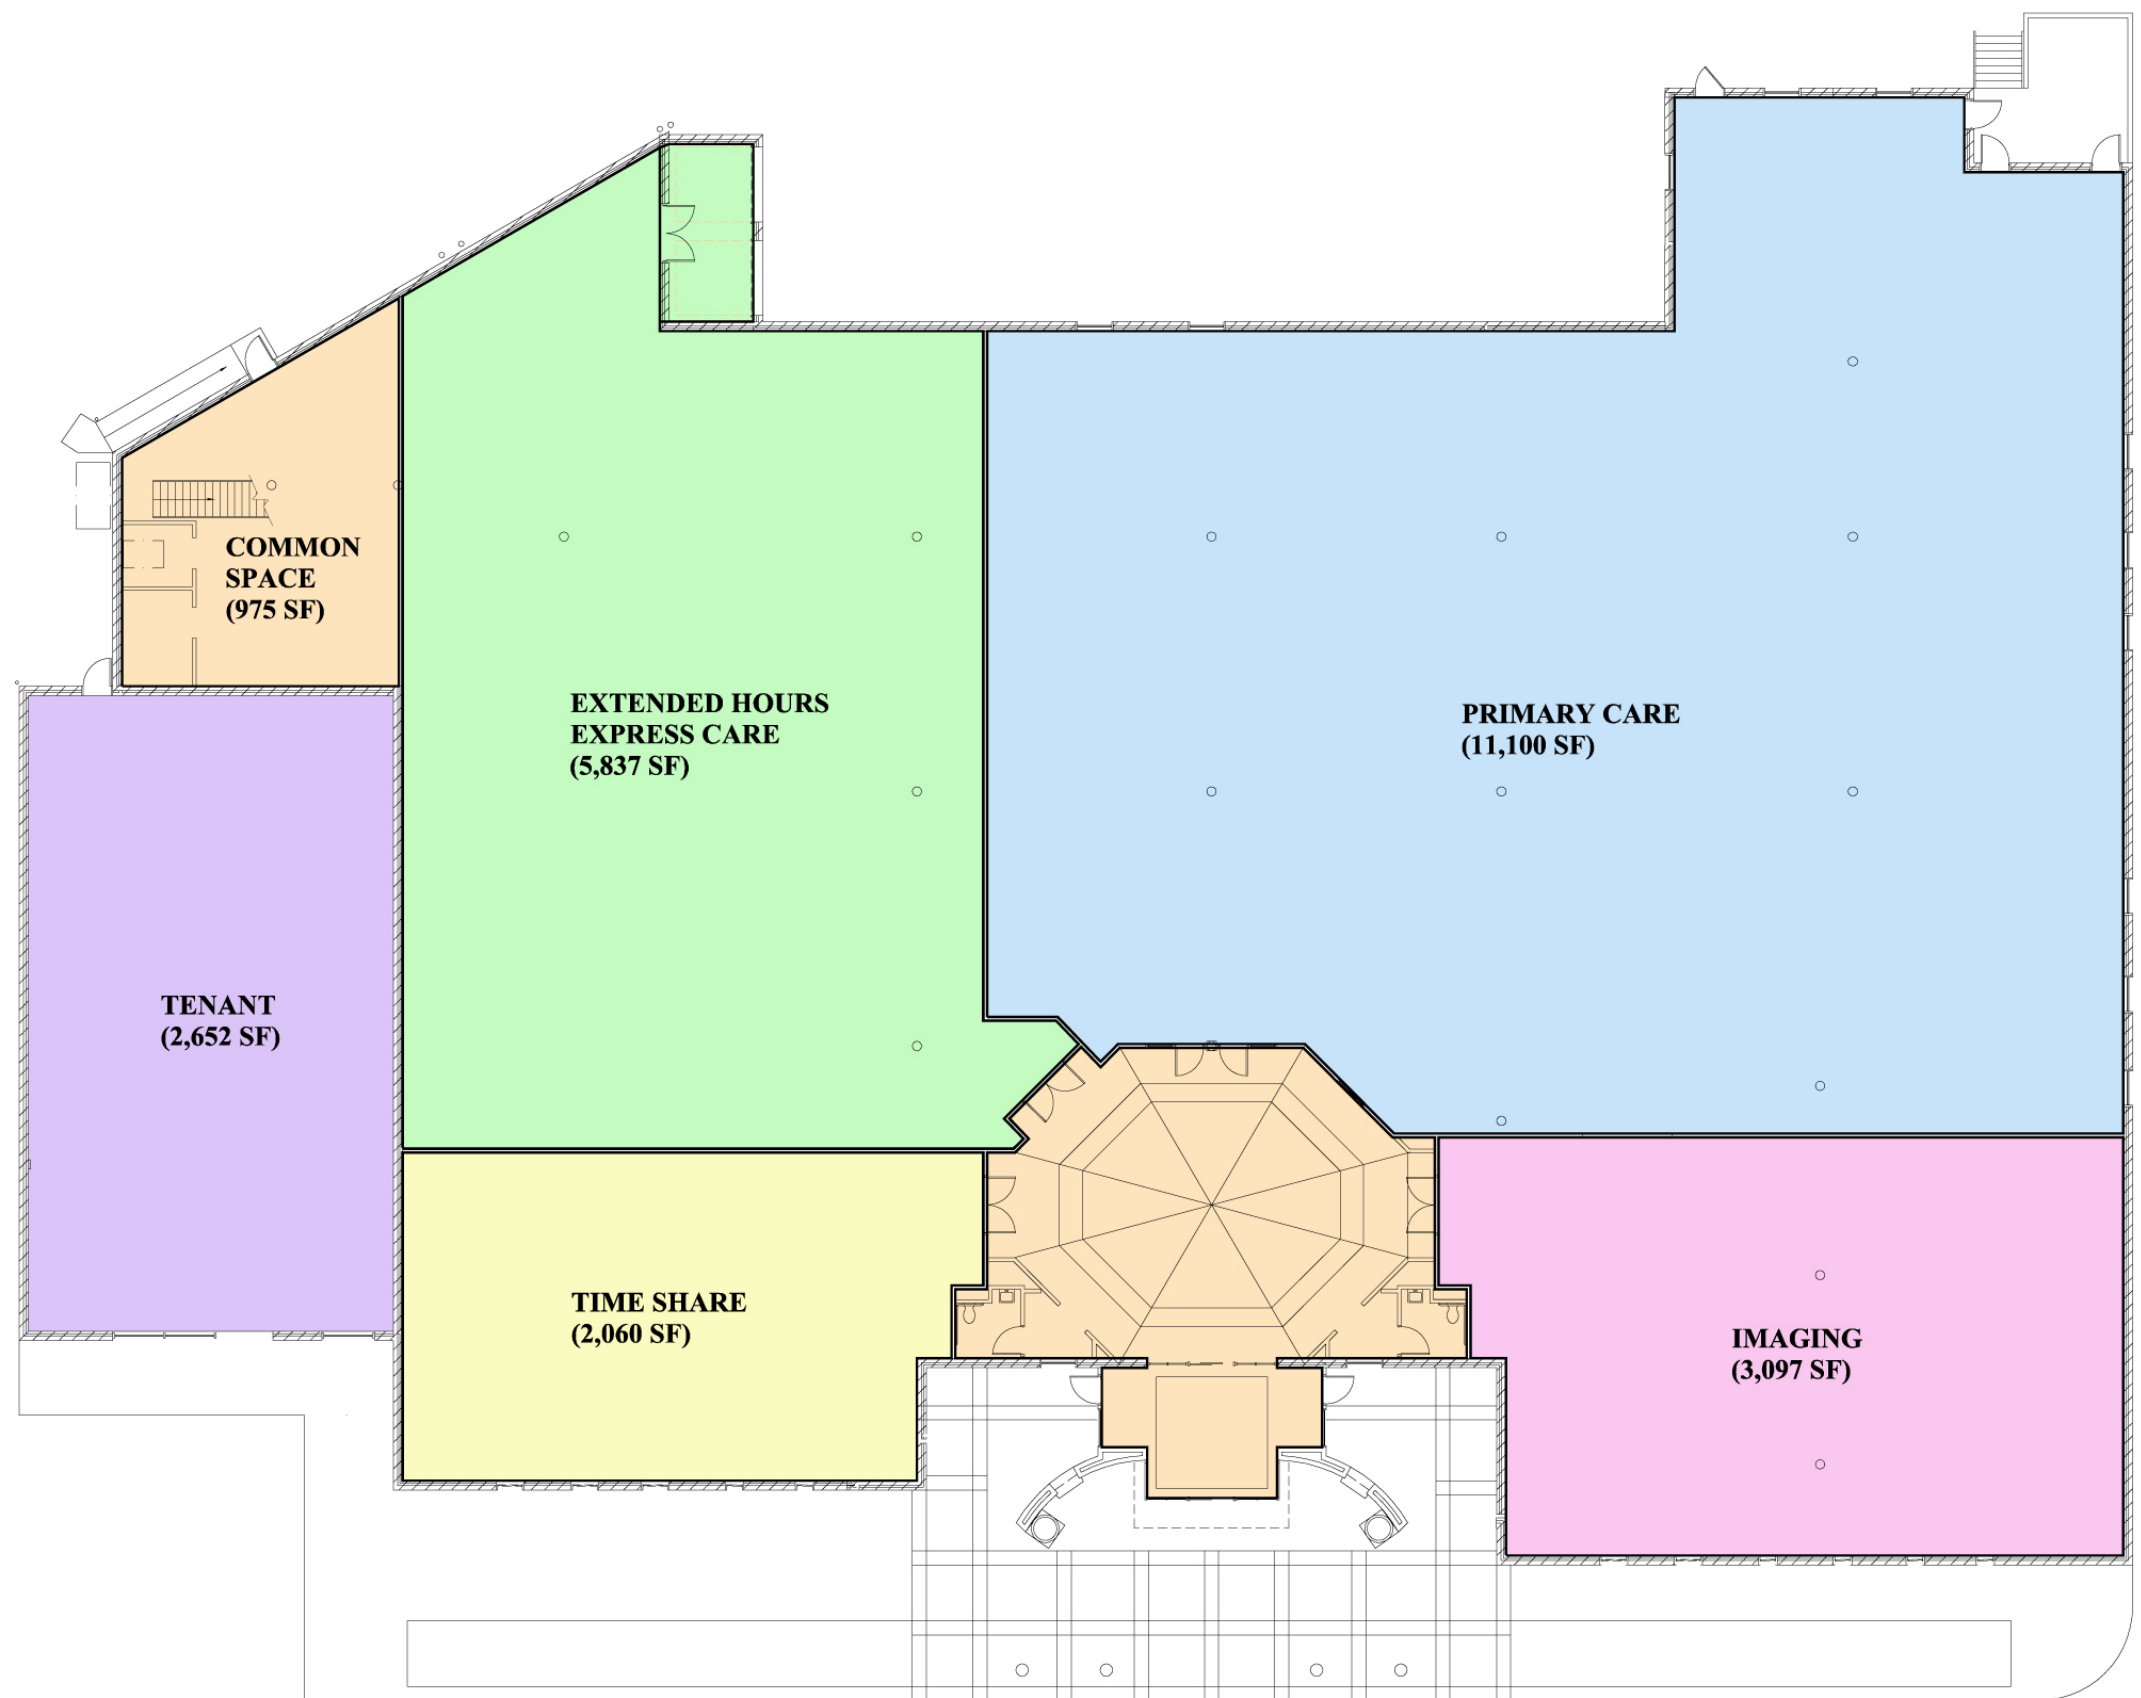 COMMON
SPACE
(975 SF)
EXTENDED HOURS
EXPRESS CARE
(5,837 SF)
PRIMARY CARE
(11,100 SF)
TENANT
(2,652 SF)
TIME SHARE
(2,060 SF)
IMAGING
(3,097 SF)